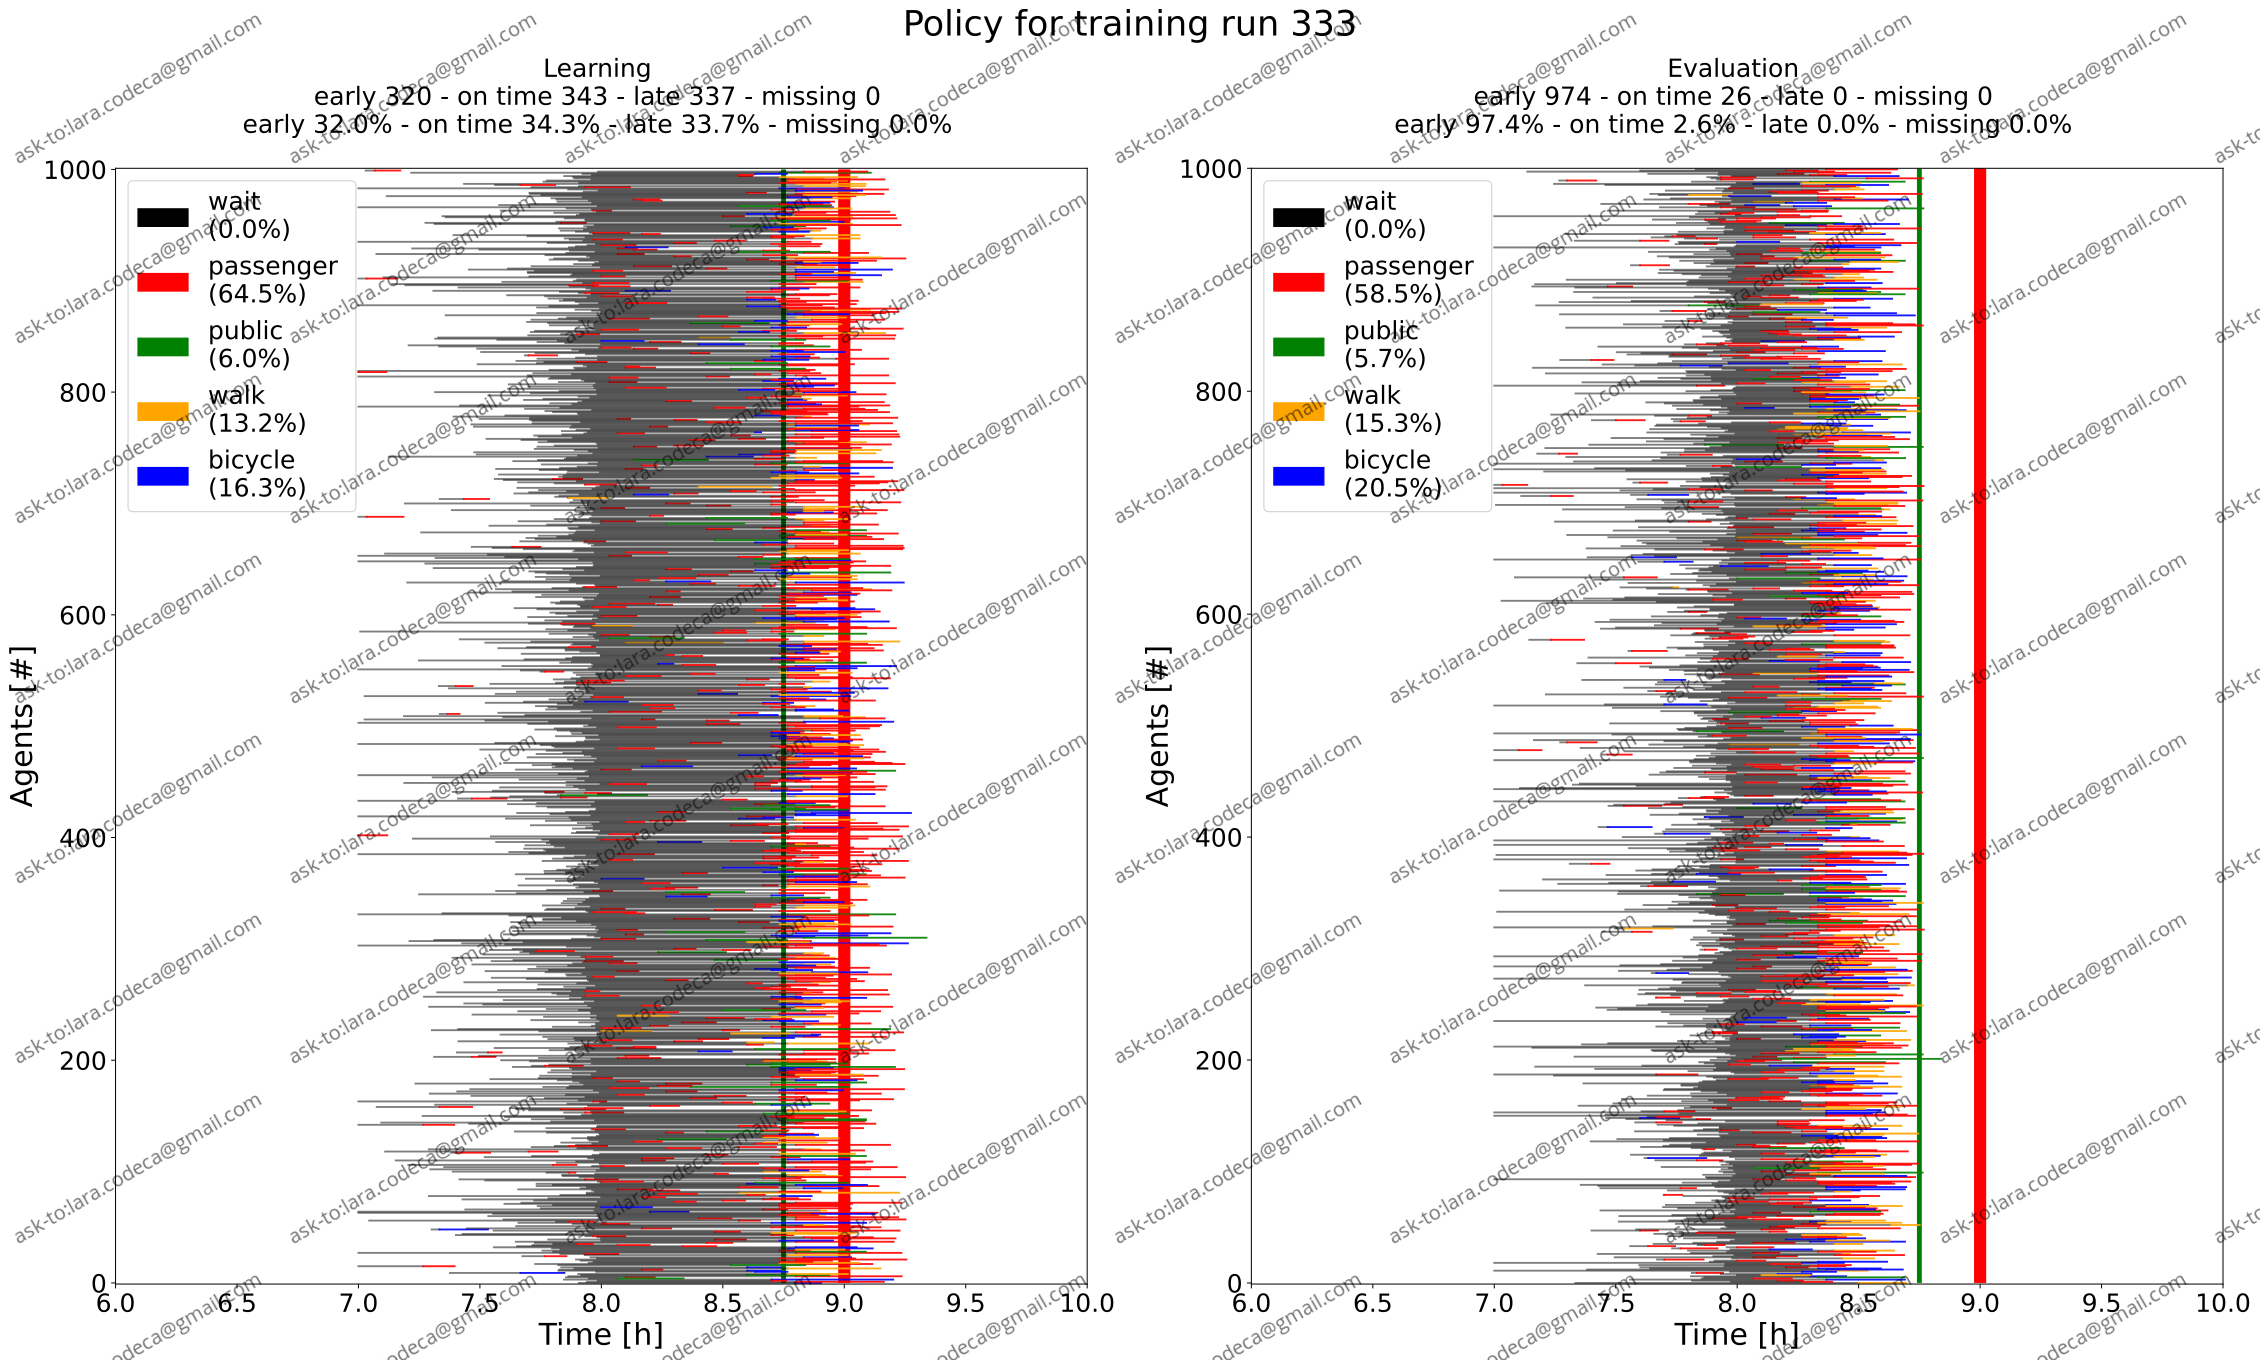 Policy for training run 333
Learning
early 320 - on time 343 - late 337 - missing 0
early 32.0% - on time 34.3% - late 33.7% - missing 0.0%
1000
800
600
400
200
0
Agents [#]
wait
(0.0%)
passenger
(64.5%)
public
(6.0%)
walk
(13.2%)
bicycle
(16.3%)
6.0 6.5 7.0 7.5 8.0 8.5 9.0 9.5 10.0
Time [h]
Evaluation
early 974 - on time 26 - late 0 - missing 0
early 97.4% - on time 2.6% - late 0.0% - missing 0.0%
1000
800
600
400
200
0
Agents [#]
wait
(0.0%)
passenger
(58.5%)
public
(5.7%)
walk
(15.3%)
bicycle
(20.5%)
6.0 6.5 7.0 7.5 8.0 8.5 9.0 9.5 10.0
Time [h]
ask-to:lara.codeca@gmail.com